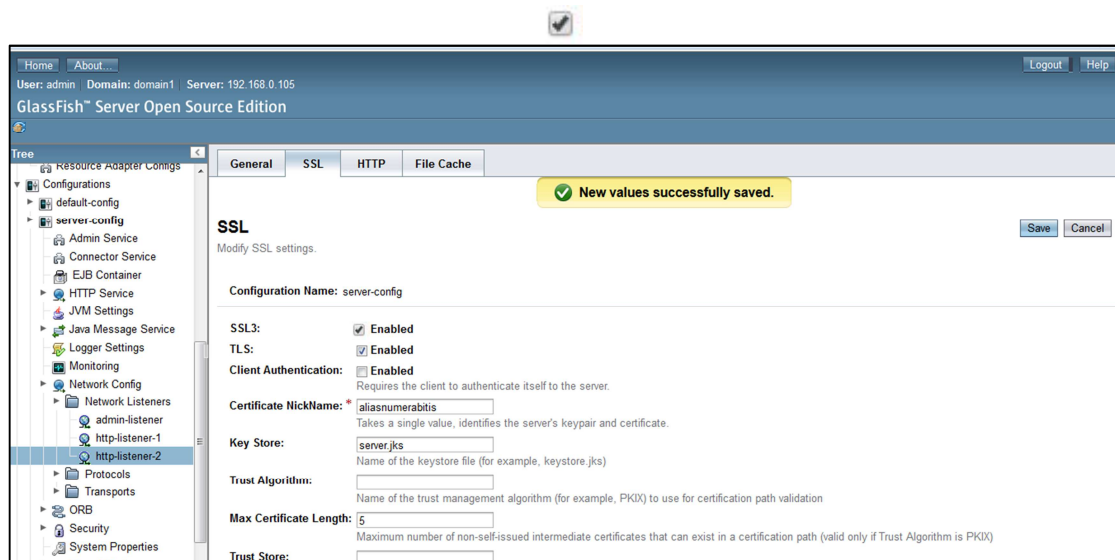 Home About... Logout Help
User: admin Domain: domain1 Server: 192.168.0.105
GlassFish™ Server Open Source Edition
Tree
Resource Adapter Configs
Configurations
default-config
server-config
Admin Service
Connector Service
EJB Container
HTTP Service
JVM Settings
Java Message Service
Logger Settings
Monitoring
Network Config
Network Listeners
admin-listener
http-listener-1
http-listener-2
Protocols
Transports
ORB
Security
System Properties
General SSL HTTP File Cache
New values successfully saved.
SSL Save Cancel
Modify SSL settings.
Configuration Name: server-config
SSL3: Enabled
TLS: Enabled
Client Authentication: Enabled
Requires the client to authenticate itself to the server.
Certificate NickName: * aliasnumerabitis
Takes a single value, identifies the server's keypair and certificate.
Key Store: server.jks
Name of the keystore file (for example, keystore.jks)
Trust Algorithm:
Name of the trust management algorithm (for example, PKIX) to use for certification path validation
Max Certificate Length: 5
Maximum number of non-self-issued intermediate certificates that can exist in a certification path (valid only if Trust Algorithm is PKIX)
Trust Store: